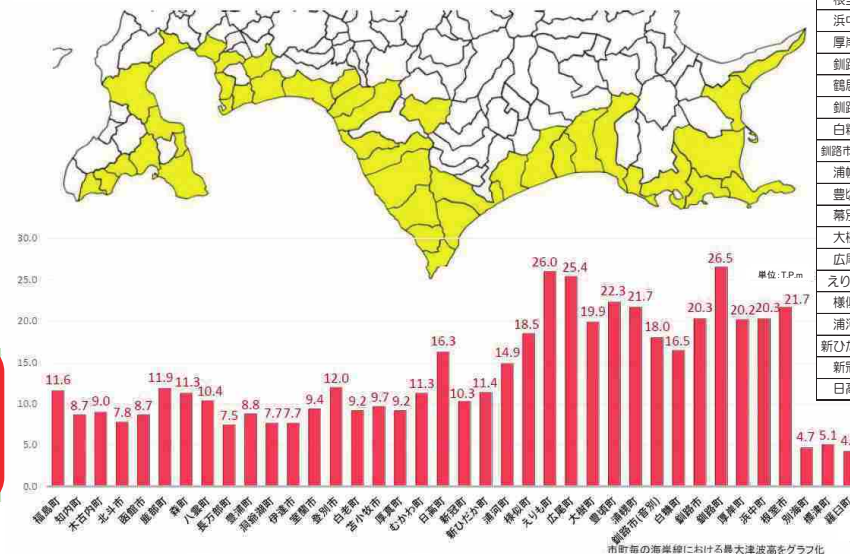 30.0
25.0
20.0
15.0
10.0
5.0
0.0
単位:T.P.m
11.6
8.7
9.0
7.8
8.7
11.9
11.3
10.4
7.5
8.8
7.7
7.7
9.4
12.0
9.2
9.7
9.2
11.3
16.3
10.3
11.4
14.9
18.5
26.0
25.4
19.9
22.3
21.7
18.0
16.5
20.3
26.5
20.2
20.3
21.7
4.7
5.1
福島町
知内町
木古内町
北斗市
函館市
鹿部町
森町
八雲町
長万部町
豊浦町
洞爺湖町
伊達市
室蘭市
登別市
白老町
苫小牧市
厚真町
むかわ町
日高町
新冠町
新ひだか町
浦河町
様似町
えりも町
広尾町
大樹町
豊頃町
浦幌町
釧路市(音別)
白糠町
釧路市
釧路町
厚岸町
浜中町
根室市
別海町
標津町
羅臼町
市町毎の海岸線における最大津波高をグラフ化
浜中
厚岸
釧路
鶴居
釧路
白糠
釧路市
浦幌
豊頃
幕別
大樹
広尾
えり
様似
浦河
新ひだ
新冠
日高